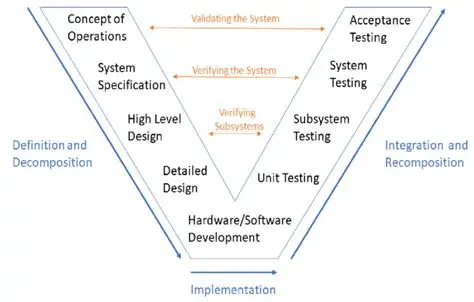 Concept of
Operations
Validating the System
Acceptance
Testing
System
Specification
Verifying the System
System
Testing
High Level
Design
Verifying
Subsystems
Subsystem
Testing
Definition and
Decomposition
Integration and
Recomposition
Detailed
Design
Unit Testing
Hardware/Software
Development
Implementation